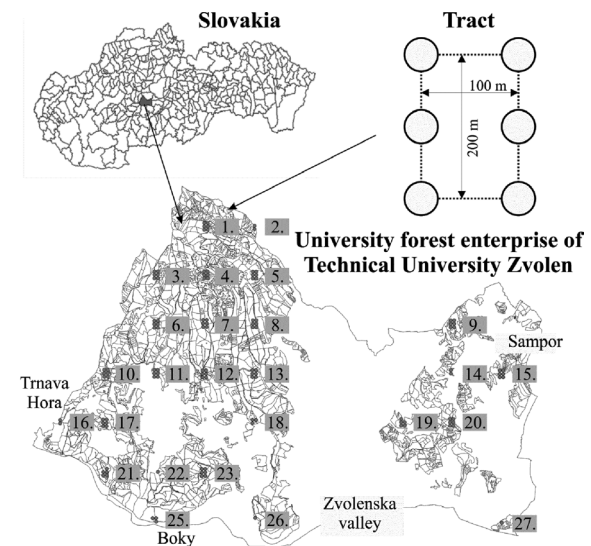 Slovakia
Tract
100 m
200 m
University forest enterprise of
Technical University Zvolen
1. 2.
3. 4. 5.
6. 7. 8. 9.
Sampor
10. 11. 12. 13. 14. 15.
Trnava
Hora
16. 17. 18. 19. 20.
21. 22. 23.
Zvolenska
valley
25. 26. 27.
Boky